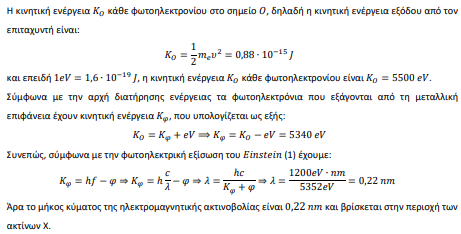 Η κινητική ενέργεια K_O κάθε φωτοηλεκτρονίου στο σημείο O, δηλαδή η κινητική ενέργεια εξόδου από τον
επιταχυντή είναι:
K_O = 1/2 m_e υ² = 0,88 · 10⁻¹⁵ J
και επειδή 1eV = 1,6 · 10⁻¹⁹ J, η κινητική ενέργεια K_O κάθε φωτοηλεκτρονίου είναι K_O = 5500 eV.
Σύμφωνα με την αρχή διατήρησης ενέργειας τα φωτοηλεκτρόνια που εξάγονται από τη μεταλλική
επιφάνεια έχουν κινητική ενέργεια K_φ, που υπολογίζεται ως εξής:
K_O = K_φ + eV ⟹ K_φ = K_O − eV = 5340 eV
Συνεπώς, σύμφωνα με την φωτοηλεκτρική εξίσωση του Einstein (1) έχουμε:
K_φ = hf − φ ⇒ K_φ = h c/λ − φ ⇒ λ = hc/(K_φ + φ) ⇒ λ = 1200eV · nm/5352eV = 0,22 nm
Άρα το μήκος κύματος της ηλεκτρομαγνητικής ακτινοβολίας είναι 0,22 nm και βρίσκεται στην περιοχή των
ακτίνων Χ.